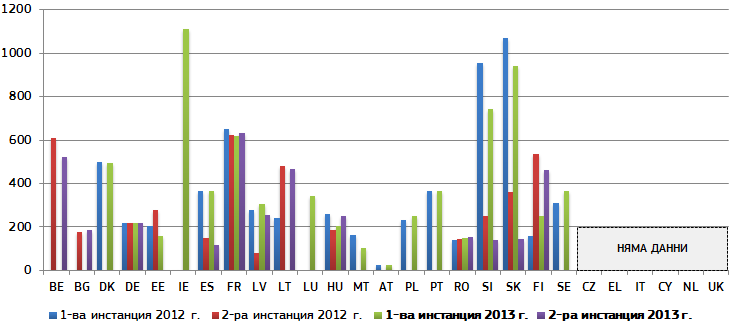 1200
1000
800
600
400
200
0
НЯМА ДАННИ
BE BG DK DE EE IE ES FR LV LT LU HU MT AT PL PT RO SI SK FI SE CZ EL IT CY NL UK
1-ва инстанция 2012 г. 2-ра инстанция 2012 г. 1-ва инстанция 2013 г. 2-ра инстанция 2013 г.